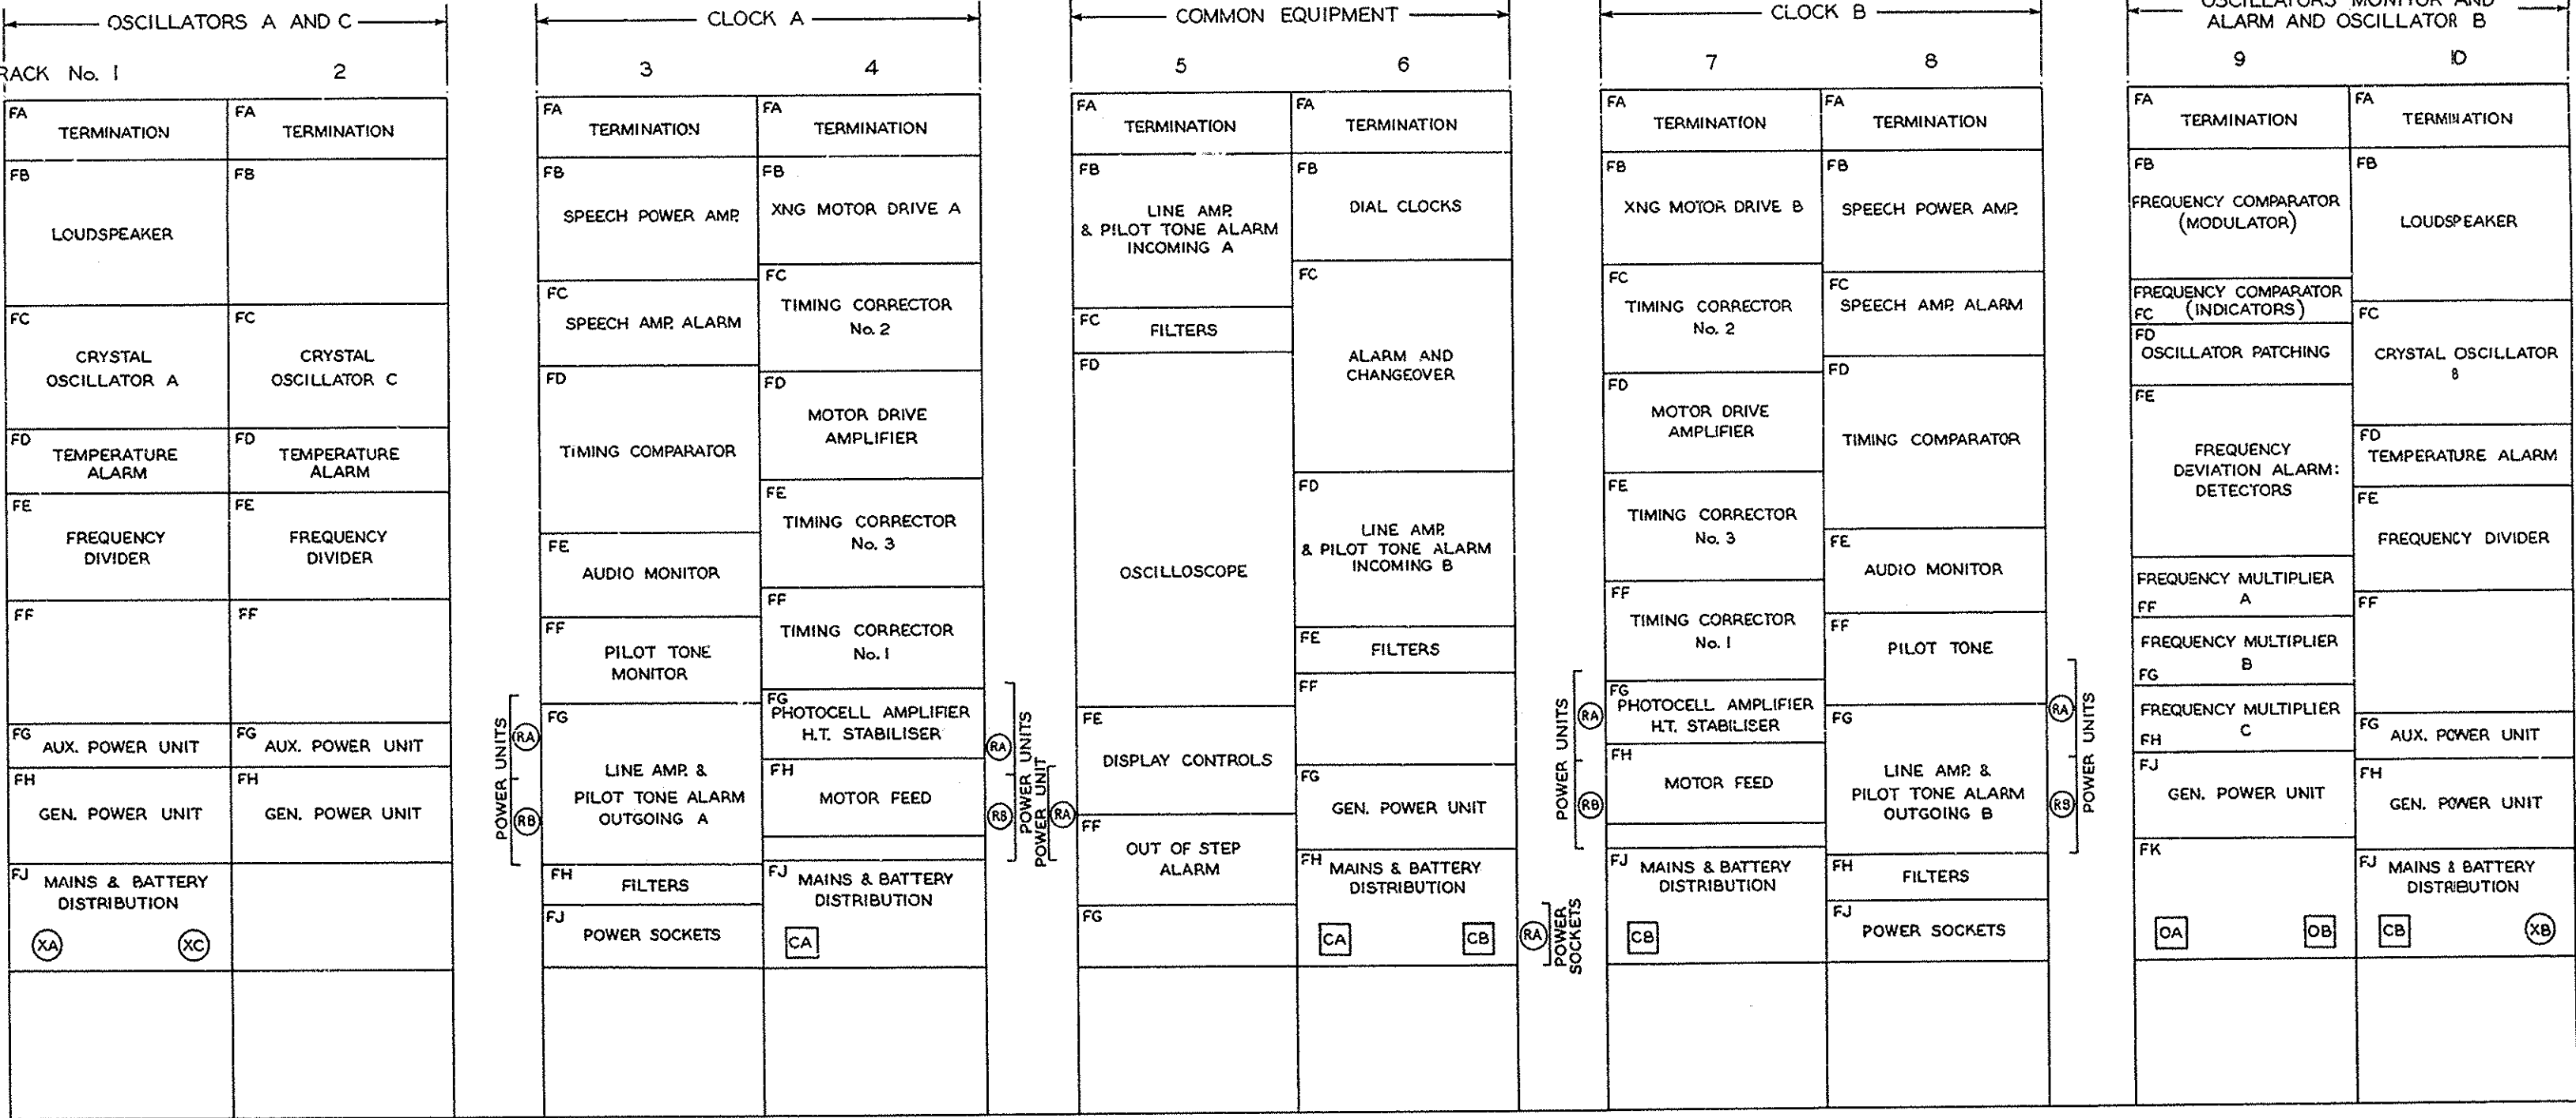 OSCILLATORS A AND C
RACK No. 1
2
FA
TERMINATION
FB
LOUDSPEAKER
FC
CRYSTAL
OSCILLATOR A
FD
TEMPERATURE
ALARM
FE
FREQUENCY
DIVIDER
FF
FG
AUX. POWER UNIT
FH
GEN. POWER UNIT
FJ
MAINS & BATTERY
DISTRIBUTION
XA
XC
FA
TERMINATION
FB
FC
CRYSTAL
OSCILLATOR C
FD
TEMPERATURE
ALARM
FE
FREQUENCY
DIVIDER
FF
FG
AUX. POWER UNIT
FH
GEN. POWER UNIT
CLOCK A
3
4
POWER UNITS
RA
RB
FA
TERMINATION
FB
SPEECH POWER AMP.
FC
SPEECH AMP. ALARM
FD
TIMING COMPARATOR
FE
AUDIO MONITOR
FF
PILOT TONE
MONITOR
FG
LINE AMP. &
PILOT TONE ALARM
OUTGOING A
FH
FILTERS
FJ
POWER SOCKETS
FA
TERMINATION
FB
XNG MOTOR DRIVE A
FC
TIMING CORRECTOR
No. 2
FD
MOTOR DRIVE
AMPLIFIER
FE
TIMING CORRECTOR
No. 3
FF
TIMING CORRECTOR
No. 1
FG
PHOTOCELL AMPLIFIER
H.T. STABILISER
FH
MOTOR FEED
FJ
MAINS & BATTERY
DISTRIBUTION
CA
RA
RB
POWER UNITS
COMMON EQUIPMENT
5
6
POWER UNIT
RA
FA
TERMINATION
FB
LINE AMP.
& PILOT TONE ALARM
INCOMING A
FC
FILTERS
FD
OSCILLOSCOPE
FE
DISPLAY CONTROLS
FF
OUT OF STEP
ALARM
FG
FA
TERMINATION
FB
DIAL CLOCKS
FC
ALARM AND
CHANGEOVER
FD
LINE AMP.
& PILOT TONE ALARM
INCOMING B
FE
FILTERS
FF
FG
GEN. POWER UNIT
FH
MAINS & BATTERY
DISTRIBUTION
CA
CB
RA
POWER
SOCKETS
CLOCK B
7
8
POWER UNITS
RA
RB
FA
TERMINATION
FB
XNG MOTOR DRIVE B
FC
TIMING CORRECTOR
No. 2
FD
MOTOR DRIVE
AMPLIFIER
FE
TIMING CORRECTOR
No. 3
FF
TIMING CORRECTOR
No. 1
FG
PHOTOCELL AMPLIFIER
H.T. STABILISER
FH
MOTOR FEED
FJ
MAINS & BATTERY
DISTRIBUTION
CB
FA
TERMINATION
FB
SPEECH POWER AMP.
FC
SPEECH AMP. ALARM
FD
TIMING COMPARATOR
FE
AUDIO MONITOR
FF
PILOT TONE
FG
LINE AMP. &
PILOT TONE ALARM
OUTGOING B
FH
FILTERS
FJ
POWER SOCKETS
RA
RB
POWER UNITS
OSCILLATORS MONITOR AND
ALARM AND OSCILLATOR B
9
10
FA
TERMINATION
FB
FREQUENCY COMPARATOR
(MODULATOR)
FREQUENCY COMPARATOR
FC
(INDICATORS)
FD
OSCILLATOR PATCHING
FE
FREQUENCY
DEVIATION ALARM:
DETECTORS
FREQUENCY MULTIPLIER
A
FF
FREQUENCY MULTIPLIER
B
FG
FREQUENCY MULTIPLIER
C
FH
FJ
GEN. POWER UNIT
FK
OA
OB
FA
TERMINATION
FB
LOUDSPEAKER
FC
CRYSTAL OSCILLATOR
B
FD
TEMPERATURE ALARM
FE
FREQUENCY DIVIDER
FF
FG
AUX. POWER UNIT
FH
GEN. POWER UNIT
FJ
MAINS & BATTERY
DISTRIBUTION
CB
XB